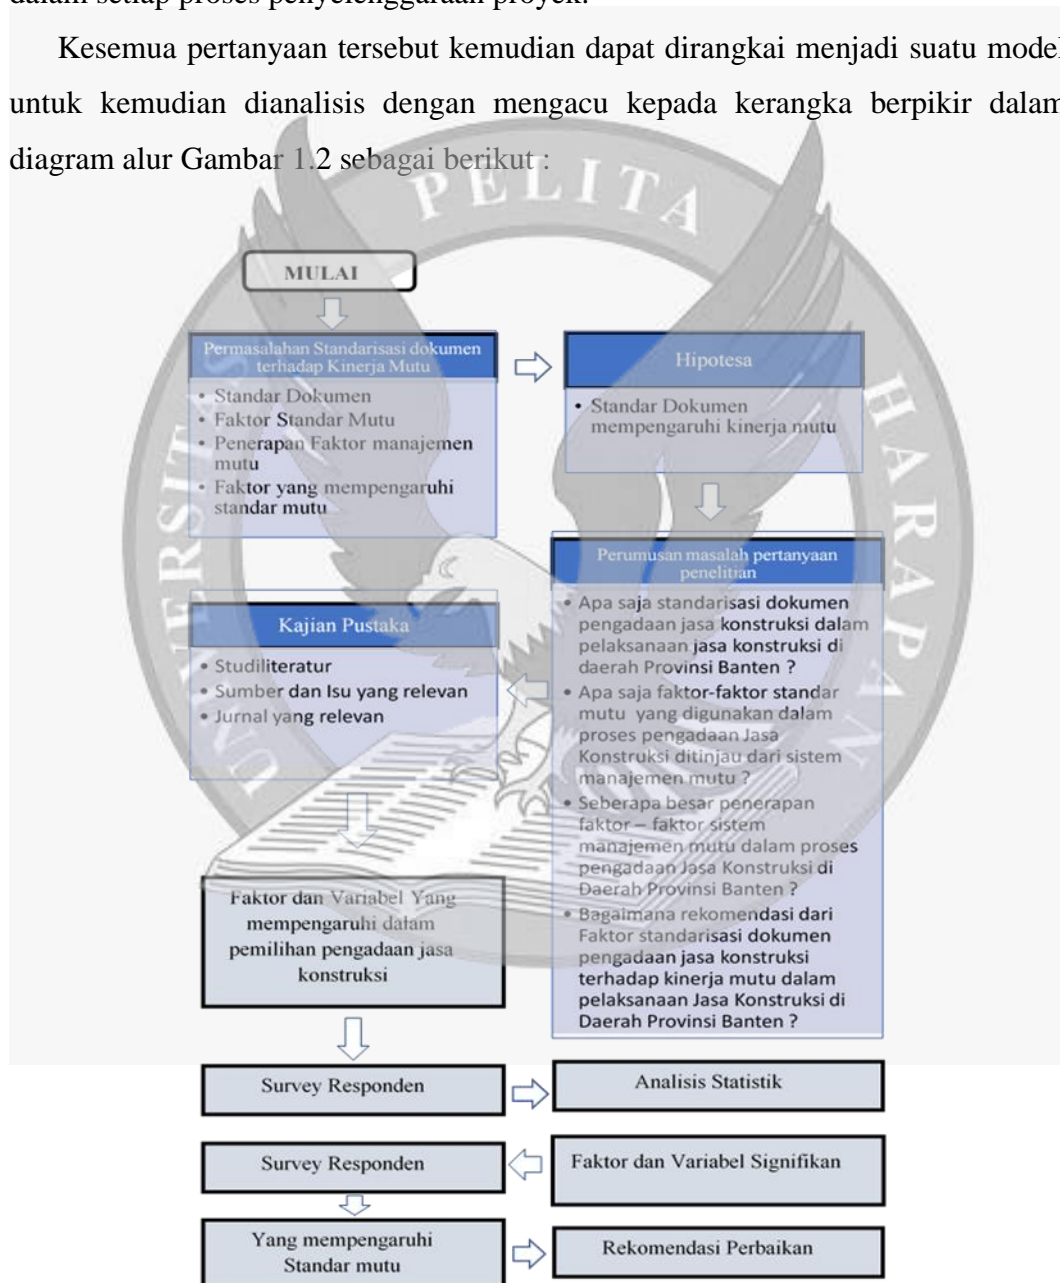 dalam setiap proses penyelenggaraan proyek.
Kesemua pertanyaan tersebut kemudian dapat dirangkai menjadi suatu model
untuk kemudian dianalisis dengan mengacu kepada kerangka berpikir dalam
diagram alur Gambar 1.2 sebagai berikut :
UNIVERSITAS PELITA HARAPAN
MULAI
Permasalahan Standarisasi dokumen
terhadap Kinerja Mutu
• Standar Dokumen
• Faktor Standar Mutu
• Penerapan Faktor manajemen
mutu
• Faktor yang mempengaruhi
standar mutu
Hipotesa
• Standar Dokumen
mempengaruhi kinerja mutu
Perumusan masalah pertanyaan
penelitian
• Apa saja standarisasi dokumen
pengadaan jasa konstruksi dalam
pelaksanaan jasa konstruksi di
daerah Provinsi Banten ?
• Apa saja faktor-faktor standar
mutu yang digunakan dalam
proses pengadaan Jasa
Konstruksi ditinjau dari sistem
manajemen mutu ?
• Seberapa besar penerapan
faktor – faktor sistem
manajemen mutu dalam proses
pengadaan Jasa Konstruksi di
Daerah Provinsi Banten ?
• Bagaimana rekomendasi dari
Faktor standarisasi dokumen
pengadaan jasa konstruksi
terhadap kinerja mutu dalam
pelaksanaan Jasa Konstruksi di
Daerah Provinsi Banten ?
Kajian Pustaka
• Studiliteratur
• Sumber dan Isu yang relevan
• Jurnal yang relevan
Faktor dan Variabel Yang
mempengaruhi dalam
pemilihan pengadaan jasa
konstruksi
Survey Responden
Analisis Statistik
Faktor dan Variabel Signifikan
Survey Responden
Yang mempengaruhi
Standar mutu
Rekomendasi Perbaikan